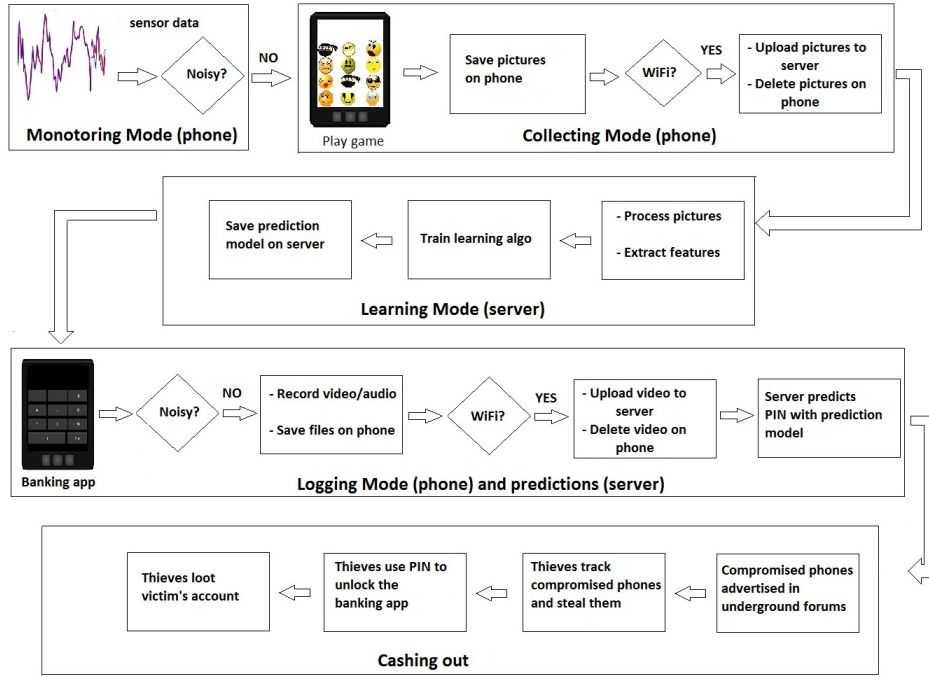 sensor data
Noisy?
NO
Monotoring Mode (phone)
Play game
Save pictures
on phone
WiFi?
YES
- Upload pictures to
server
- Delete pictures on
phone
Collecting Mode (phone)
- Process pictures
- Extract features
Train learning algo
Save prediction
model on server
Learning Mode (server)
Banking app
Noisy?
NO
- Record video/audio
- Save files on phone
WiFi?
YES
- Upload video to
server
- Delete video on
phone
Server predicts
PIN with prediction
model
Logging Mode (phone) and predictions (server)
Compromised phones
advertised in
underground forums
Thieves track
compromised phones
and steal them
Thieves use PIN to
unlock the
banking app
Thieves loot
victim's account
Cashing out